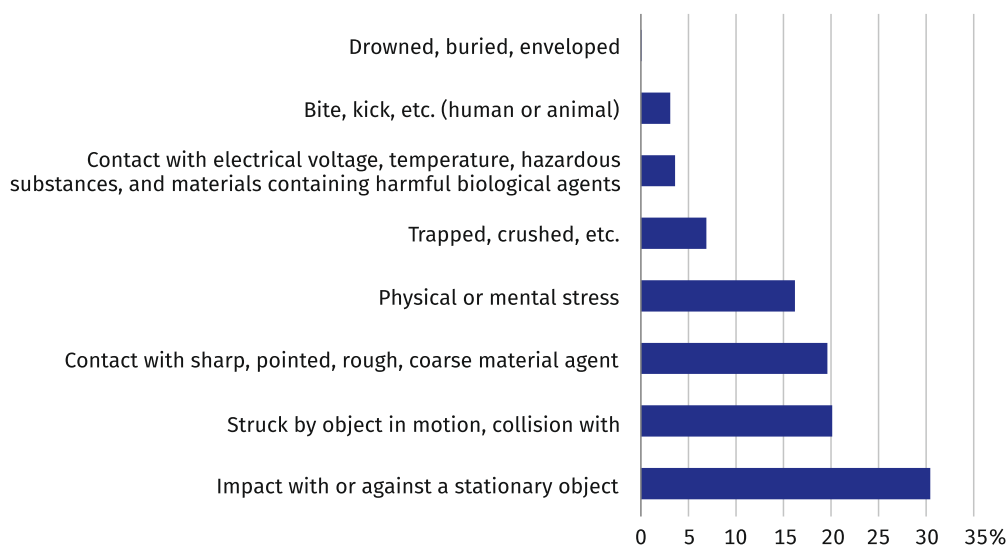 Drowned, buried, enveloped
Bite, kick, etc. (human or animal)
Contact with electrical voltage, temperature, hazardous
substances, and materials containing harmful biological agents
Trapped, crushed, etc.
Physical or mental stress
Contact with sharp, pointed, rough, coarse material agent
Struck by object in motion, collision with
Impact with or against a stationary object
0 5 10 15 20 25 30 35%